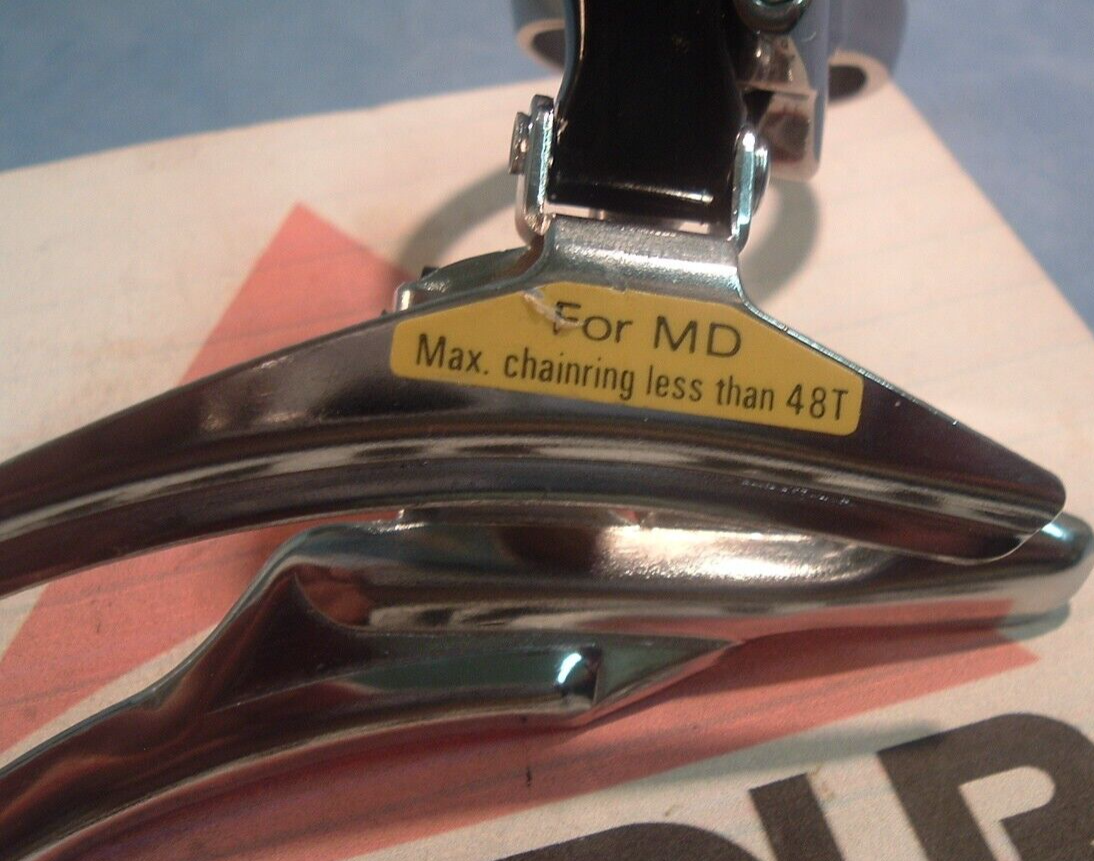 For MD
Max. chainring less than 48T